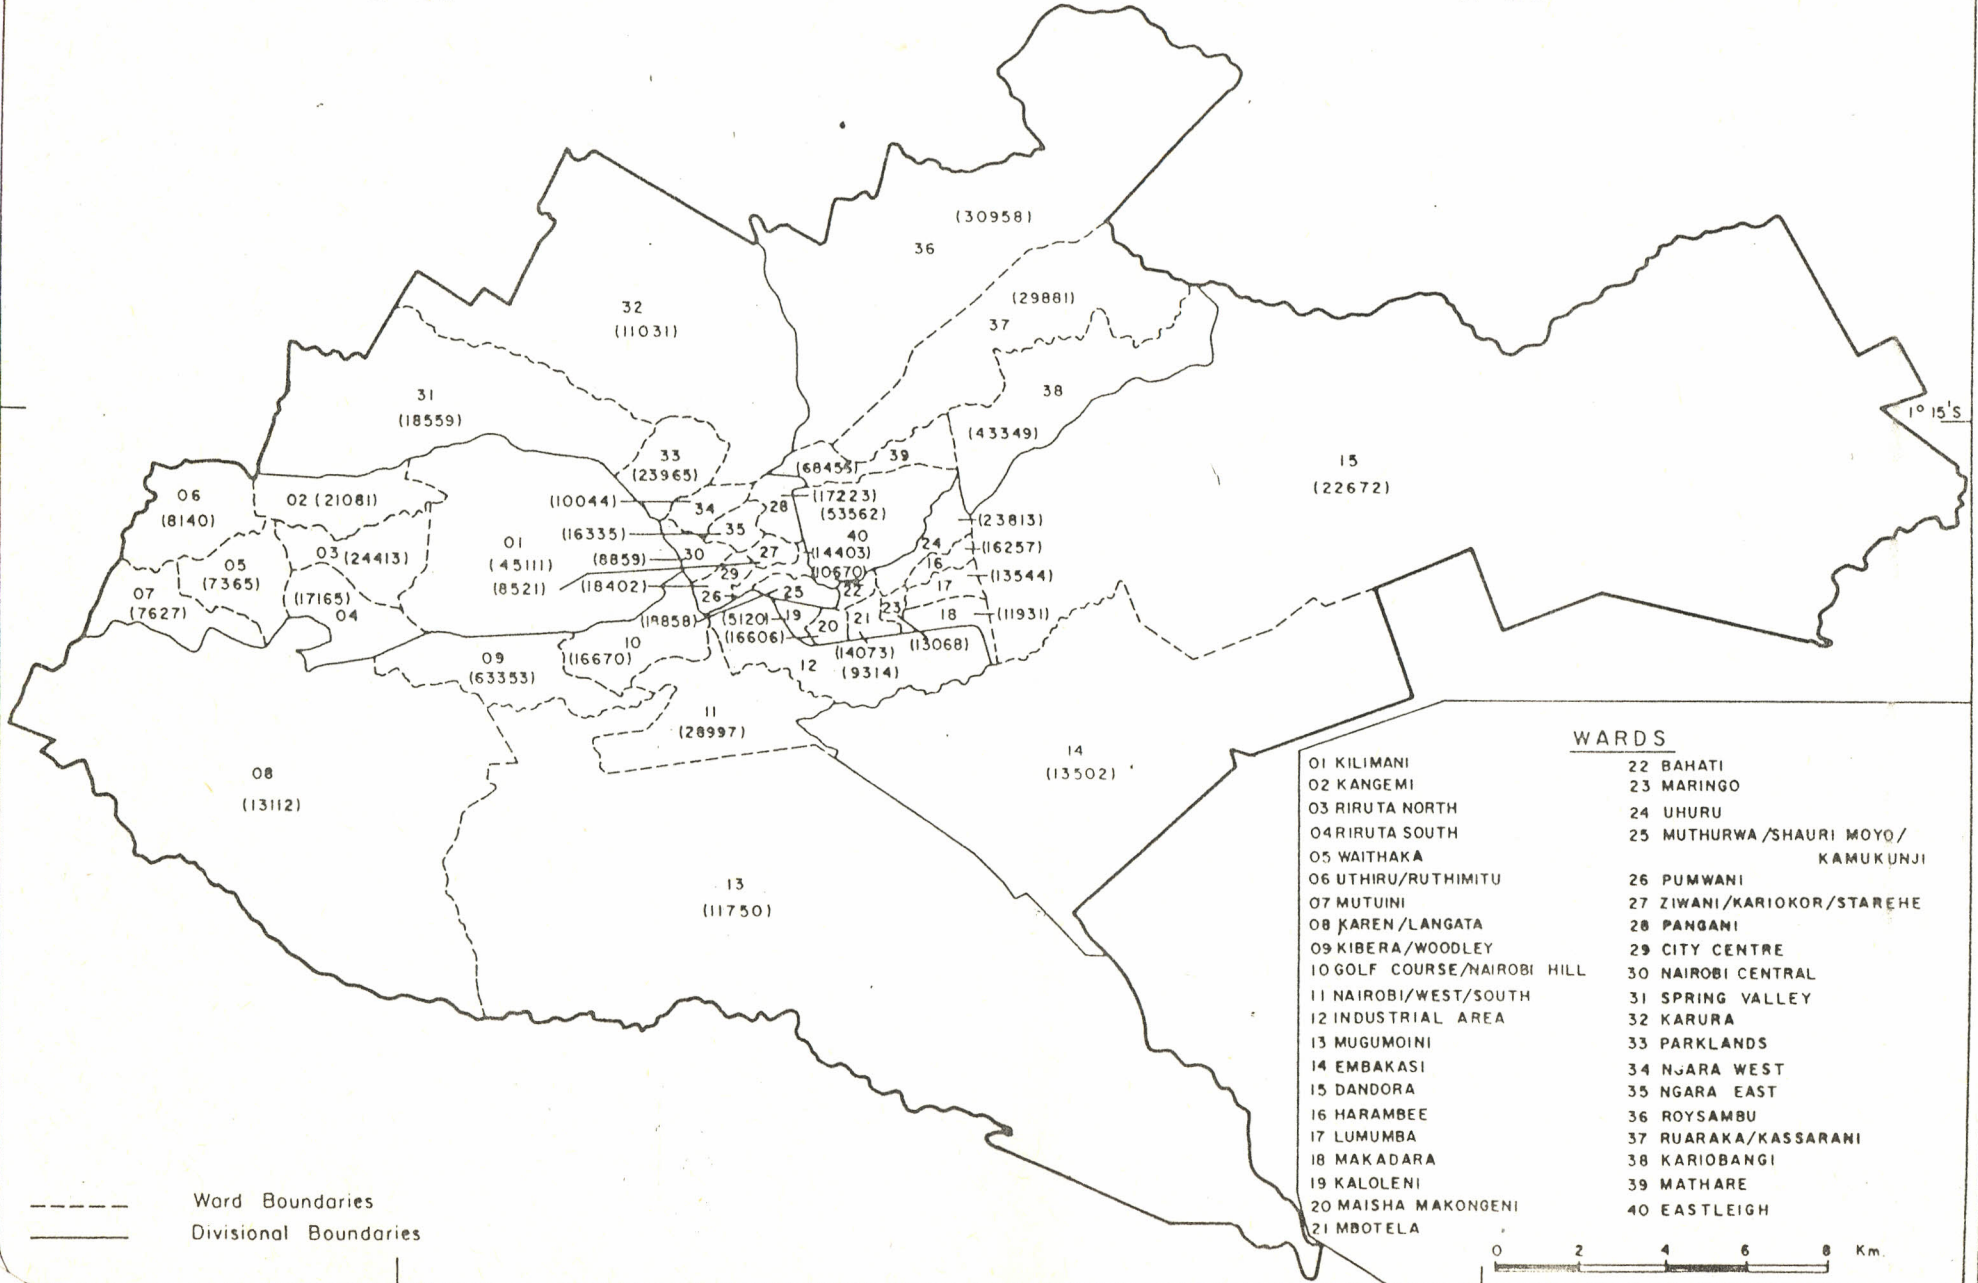 (30958)
36
(29881)
37
32
(11031)
38
31
(18559)
1° 15'S
(43349)
33
(23965)
39
15
(22672)
06
(8140)
02 (21081)
(10044)
34
28
(17223)
(53562)
(23813)
(16335)
35
40
01
(45111)
(8859)
30
27
(14403)
24
(16257)
03 (24413)
05
(7365)
(8521)
(18402)
29
(10670)
16
(13544)
07
(7627)
(17165)
04
26
25
22
17
23
18
(11931)
(5120)
19
(16606)
20
21
(13068)
10
(16670)
(14073)
(9314)
12
09
(63353)
11
(28997)
14
(13502)
08
(13112)
13
(11750)
WARDS
01 KILIMANI
02 KANGEMI
03 RIRUTA NORTH
04 RIRUTA SOUTH
05 WAITHAKA
06 UTHIRU/RUTHIMITU
07 MUTUINI
08 KAREN/LANGATA
09 KIBERA/WOODLEY
10 GOLF COURSE/NAIROBI HILL
11 NAIROBI/WEST/SOUTH
12 INDUSTRIAL AREA
13 MUGUMOINI
14 EMBAKASI
15 DANDORA
16 HARAMBEE
17 LUMUMBA
18 MAKADARA
19 KALOLENI
20 MAISHA MAKONGENI
21 MBOTELA
22 BAHATI
23 MARINGO
24 UHURU
25 MUTHURWA/SHAURI MOYO/
KAMUKUNJI
26 PUMWANI
27 ZIWANI/KARIOKOR/STAREHE
28 PANGANI
29 CITY CENTRE
30 NAIROBI CENTRAL
31 SPRING VALLEY
32 KARURA
33 PARKLANDS
34 NGARA WEST
35 NGARA EAST
36 ROYSAMBU
37 RUARAKA/KASSARANI
38 KARIOBANGI
39 MATHARE
40 EASTLEIGH
Ward Boundaries
Divisional Boundaries
0 2 4 6 8 Km.